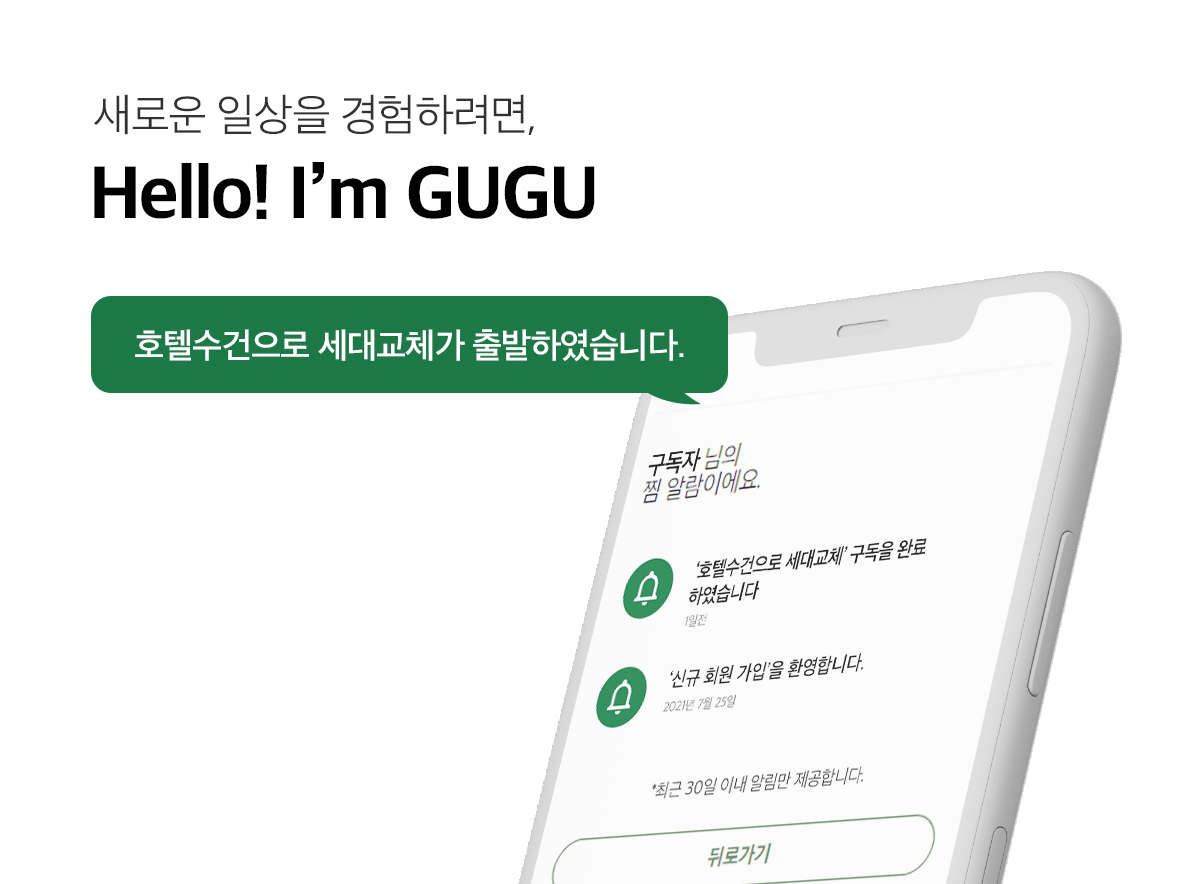 새로운 일상을 경험하려면,
Hello! I’m GUGU
호텔수건으로 세대교체가 출발하였습니다.
구독자 님의
찜 알람이에요.
‘호텔수건으로 세대교체’ 구독을 완료
하였습니다
1일전
‘신규 회원 가입’을 환영합니다.
2021년 7월 25일
*최근 30일 이내 알림만 제공합니다.
뒤로가기